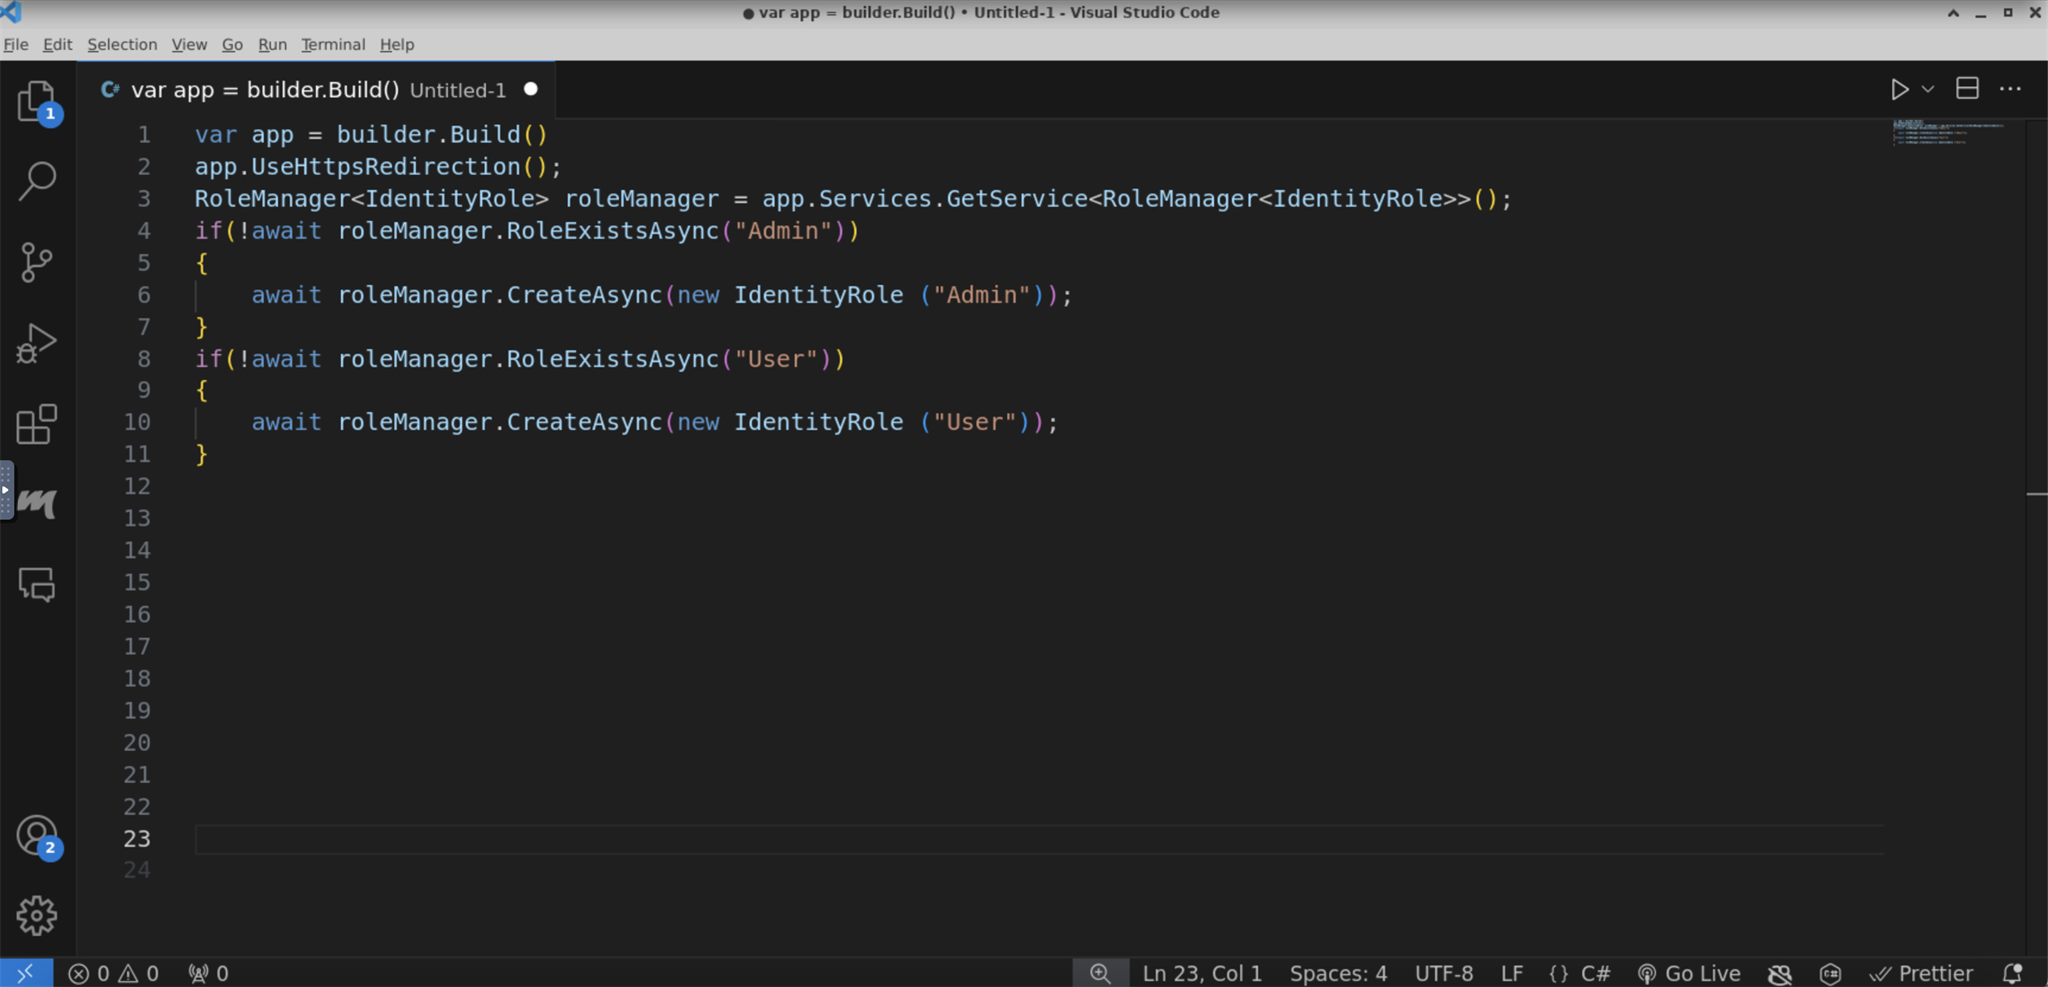 ● var app = builder.Build() • Untitled-1 - Visual Studio Code
File Edit Selection View Go Run Terminal Help
C# var app = builder.Build() Untitled-1
1 var app = builder.Build()
2 app.UseHttpsRedirection();
3 RoleManager<IdentityRole> roleManager = app.Services.GetService<RoleManager<IdentityRole>>();
4 if(!await roleManager.RoleExistsAsync("Admin"))
5 {
6     await roleManager.CreateAsync(new IdentityRole ("Admin"));
7 }
8 if(!await roleManager.RoleExistsAsync("User"))
9 {
10     await roleManager.CreateAsync(new IdentityRole ("User"));
11 }
12
13
14
15
16
17
18
19
20
21
22
23
24
1
2
0 0 0 Ln 23, Col 1 Spaces: 4 UTF-8 LF {} C# Go Live Prettier